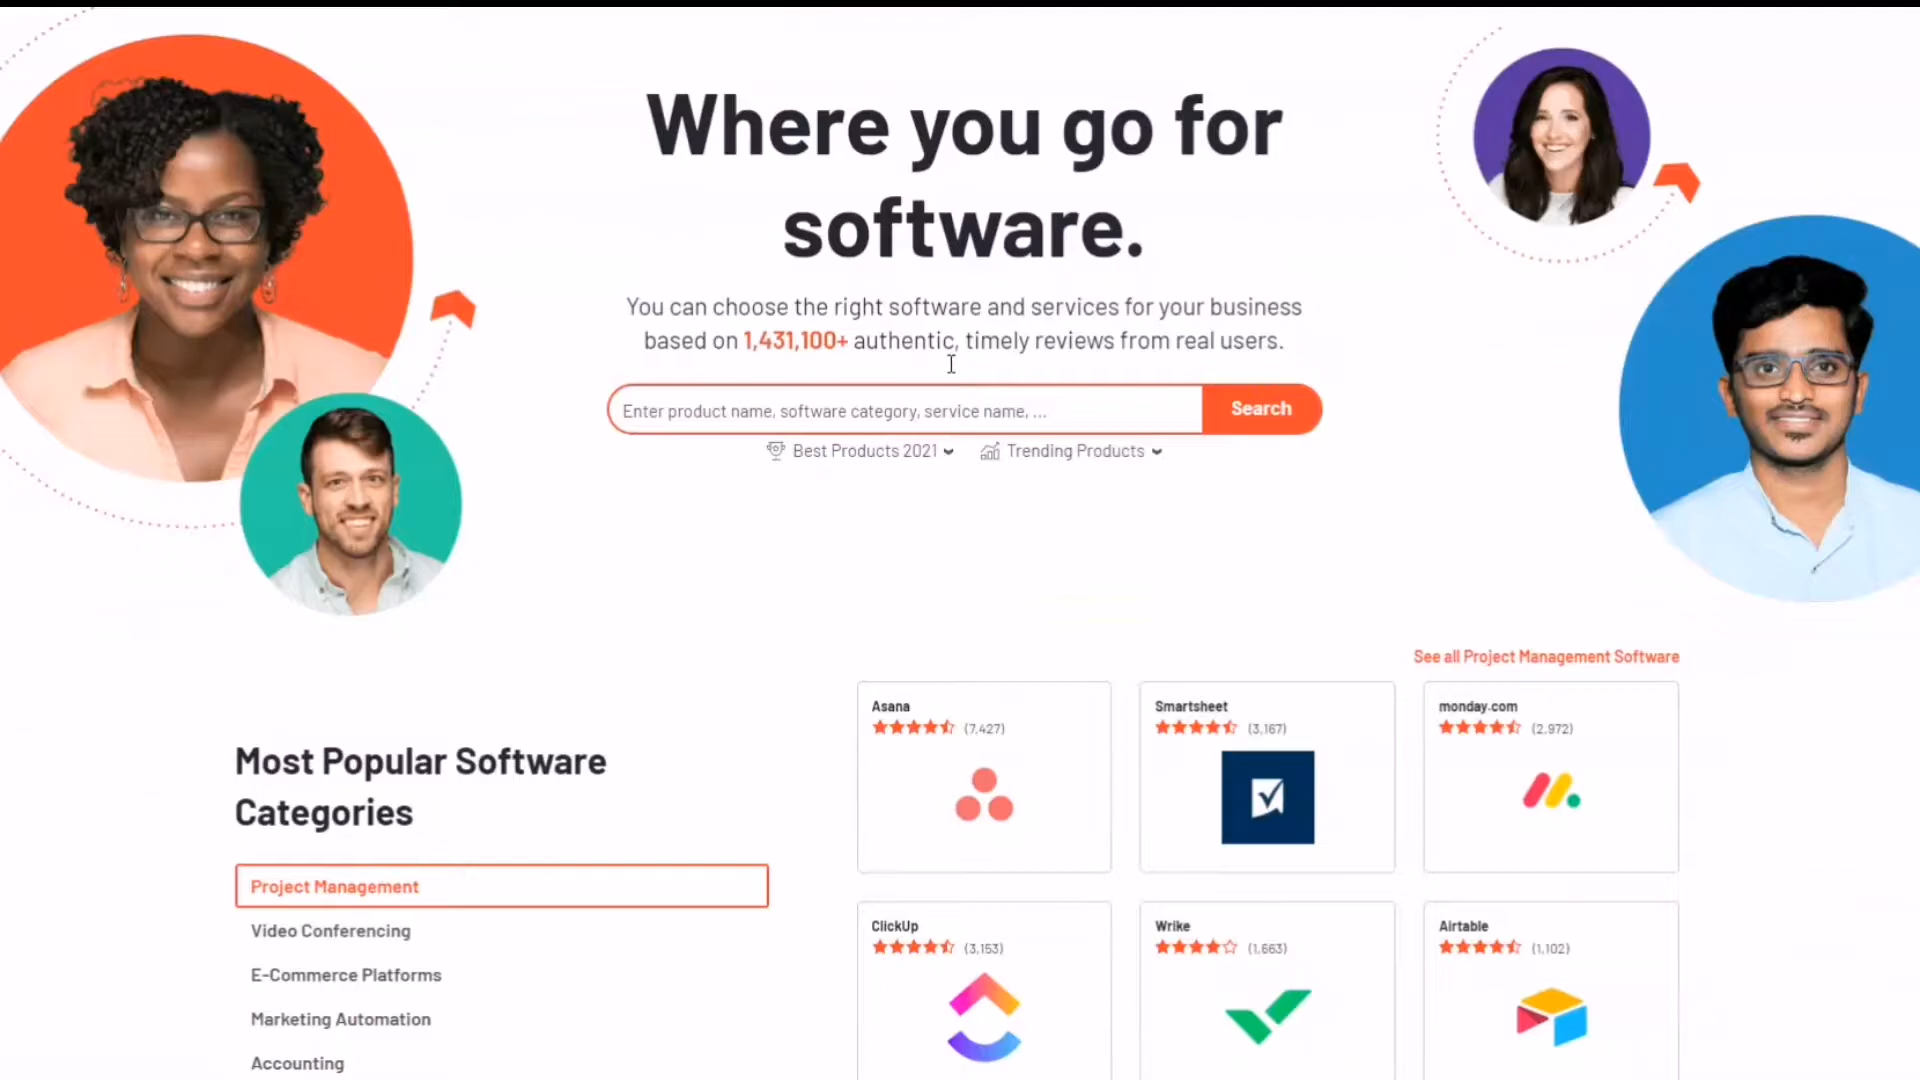 Where you go for
software.
You can choose the right software and services for your business
based on 1,431,100+ authentic, timely reviews from real users.
Enter product name, software category, service name, ...
Search
Best Products 2021
Trending Products
See all Project Management Software
Most Popular Software
Categories
Project Management
Video Conferencing
E-Commerce Platforms
Marketing Automation
Accounting
Asana
(7,427)
Smartsheet
(3,167)
monday.com
(2,972)
ClickUp
(3,153)
Wrike
(1,663)
Airtable
(1,102)